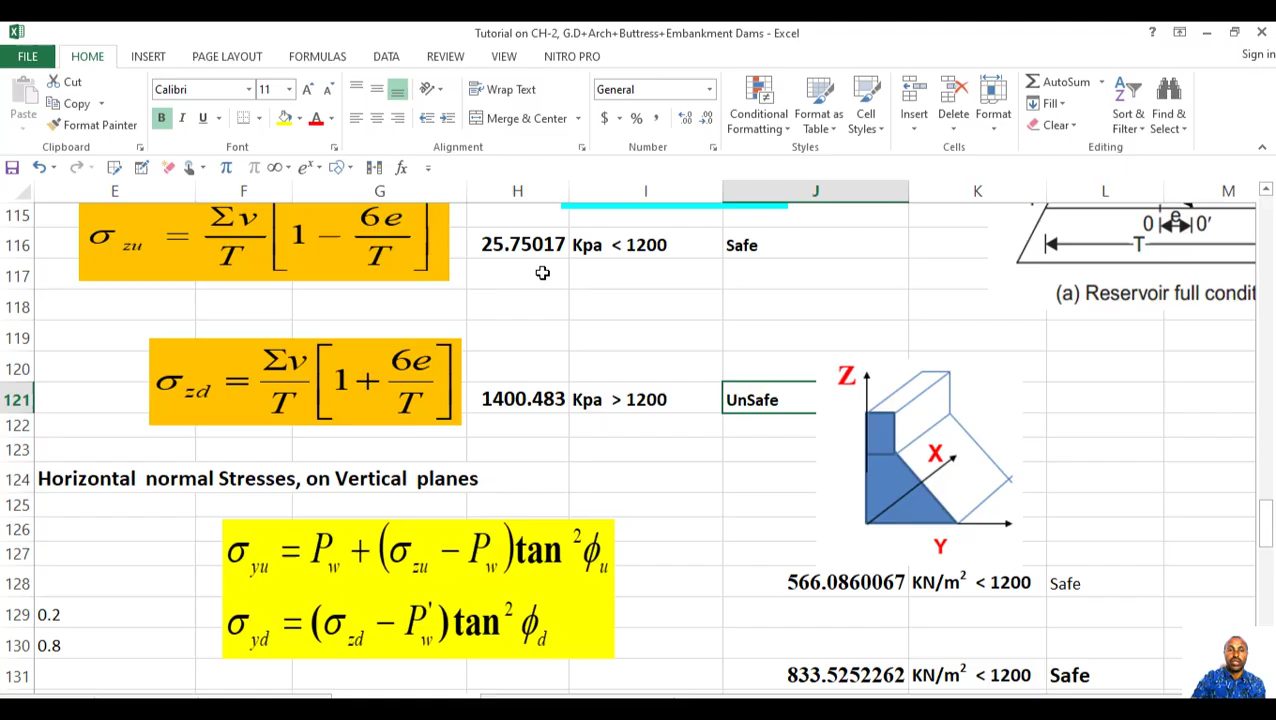 Tutorial on CH-2, G.D+Arch+Buttress+Embankment Dams - Excel
Sign in
FILE HOME INSERT PAGE LAYOUT FORMULAS DATA REVIEW VIEW NITRO PRO
Paste
Cut
Copy
Format Painter
Clipboard
Calibri 11
B I U
Font
Wrap Text
Merge & Center
Alignment
General
$ % ,
Number
Conditional Formatting
Format as Table
Cell Styles
Styles
Insert Delete Format
Cells
AutoSum
Fill
Clear
Sort & Filter
Find & Select
Editing
E F G H I J K L M
115
σ zu = Σv/T [1 − 6e/T]
116 25.75017 Kpa < 1200 Safe
0 e 0′
T
117
118 (a) Reservoir full condit
119
120 Z
σ zd = Σv/T [1 + 6e/T]
121 1400.483 Kpa > 1200 UnSafe
122
123 X
124 Horizontal normal Stresses, on Vertical planes
125
126 Y
127 σyu = Pw + (σzu − Pw) tan²ϕu
128 566.0860067 KN/m² < 1200 Safe
129 0.2
σyd = (σzd − P'w) tan²ϕd
130 0.8
131 833.5252262 KN/m² < 1200 Safe